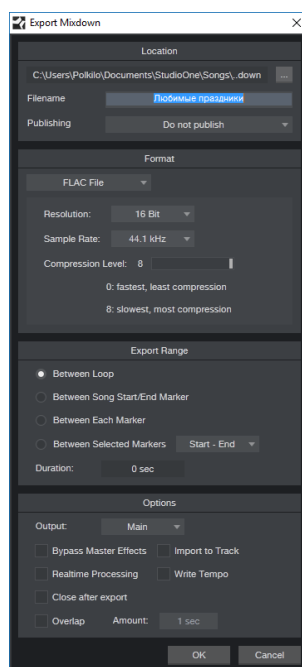 Export Mixdown
Location
C:\Users\Polkilo\Documents\StudioOne\Songs\..down ...
Filename Любимые праздники
Publishing Do not publish
Format
FLAC File
Resolution: 16 Bit
Sample Rate: 44.1 kHz
Compression Level: 8
0: fastest, least compression
8: slowest, most compression
Export Range
Between Loop
Between Song Start/End Marker
Between Each Marker
Between Selected Markers Start - End
Duration: 0 sec
Options
Output: Main
Bypass Master Effects Import to Track
Realtime Processing Write Tempo
Close after export
Overlap Amount: 1 sec
OK Cancel